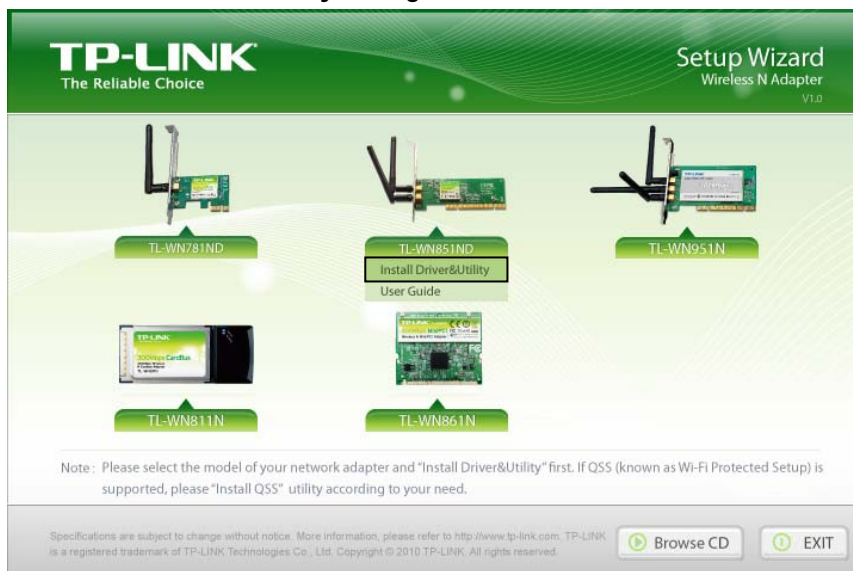 TP-LINK
The Reliable Choice
Setup Wizard
Wireless N Adapter
V1.0
TL-WN781ND
TL-WN851ND
TL-WN951N
Install Driver&Utility
User Guide
TP-LINK
300Mbps CardBus
TL-WN811N
TL-WN861N
Note : Please select the model of your network adapter and “Install Driver&Utility” first. If QSS (known as Wi-Fi Protected Setup) is
supported, please “Install QSS” utility according to your need.
Specifications are subject to change without notice. More information, please refer to http://www.tp-link.com. TP-LINK
is a registered trademark of TP-LINK Technologies Co., Ltd. Copyright © 2010 TP-LINK. All rights reserved.
Browse CD
EXIT